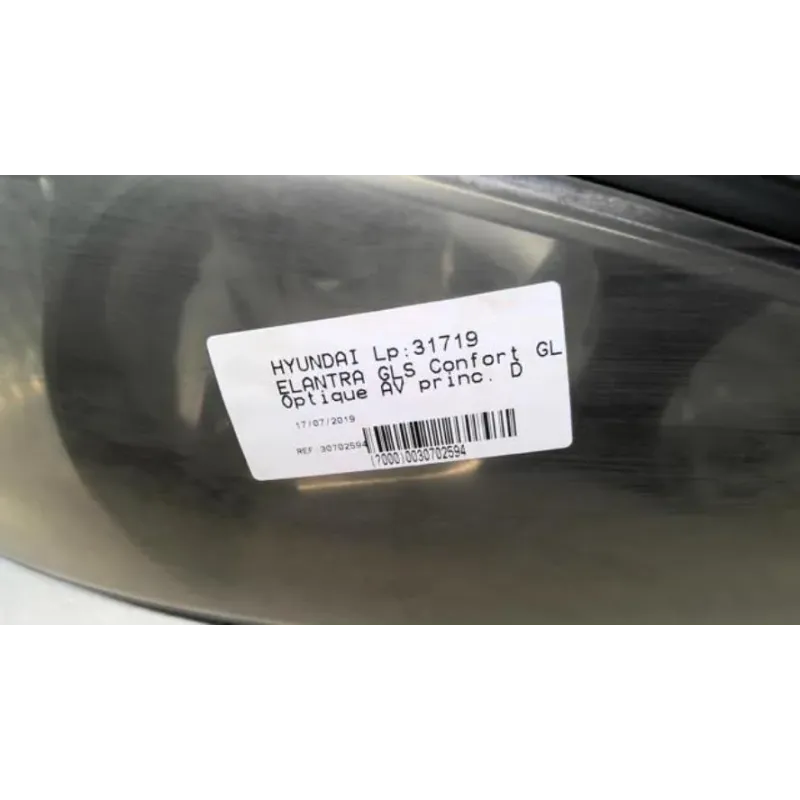 HYUNDAI Lp:31719
ELANTRA GLS Confort GL
Optique AV princ. D
17/07/2019
REF: 30702594
(7000)0030702594